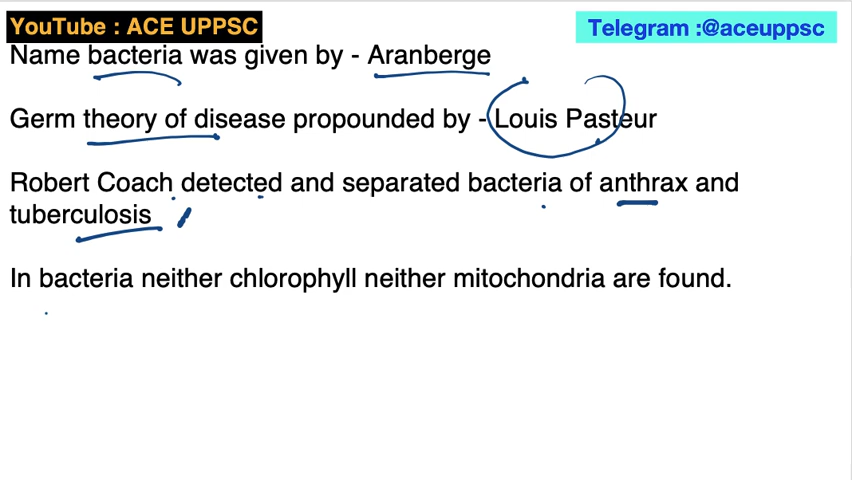 YouTube : ACE UPPSC
Telegram :@aceuppsc
Name bacteria was given by - Aranberge
Germ theory of disease propounded by - Louis Pasteur
Robert Coach detected and separated bacteria of anthrax and
tuberculosis
In bacteria neither chlorophyll neither mitochondria are found.